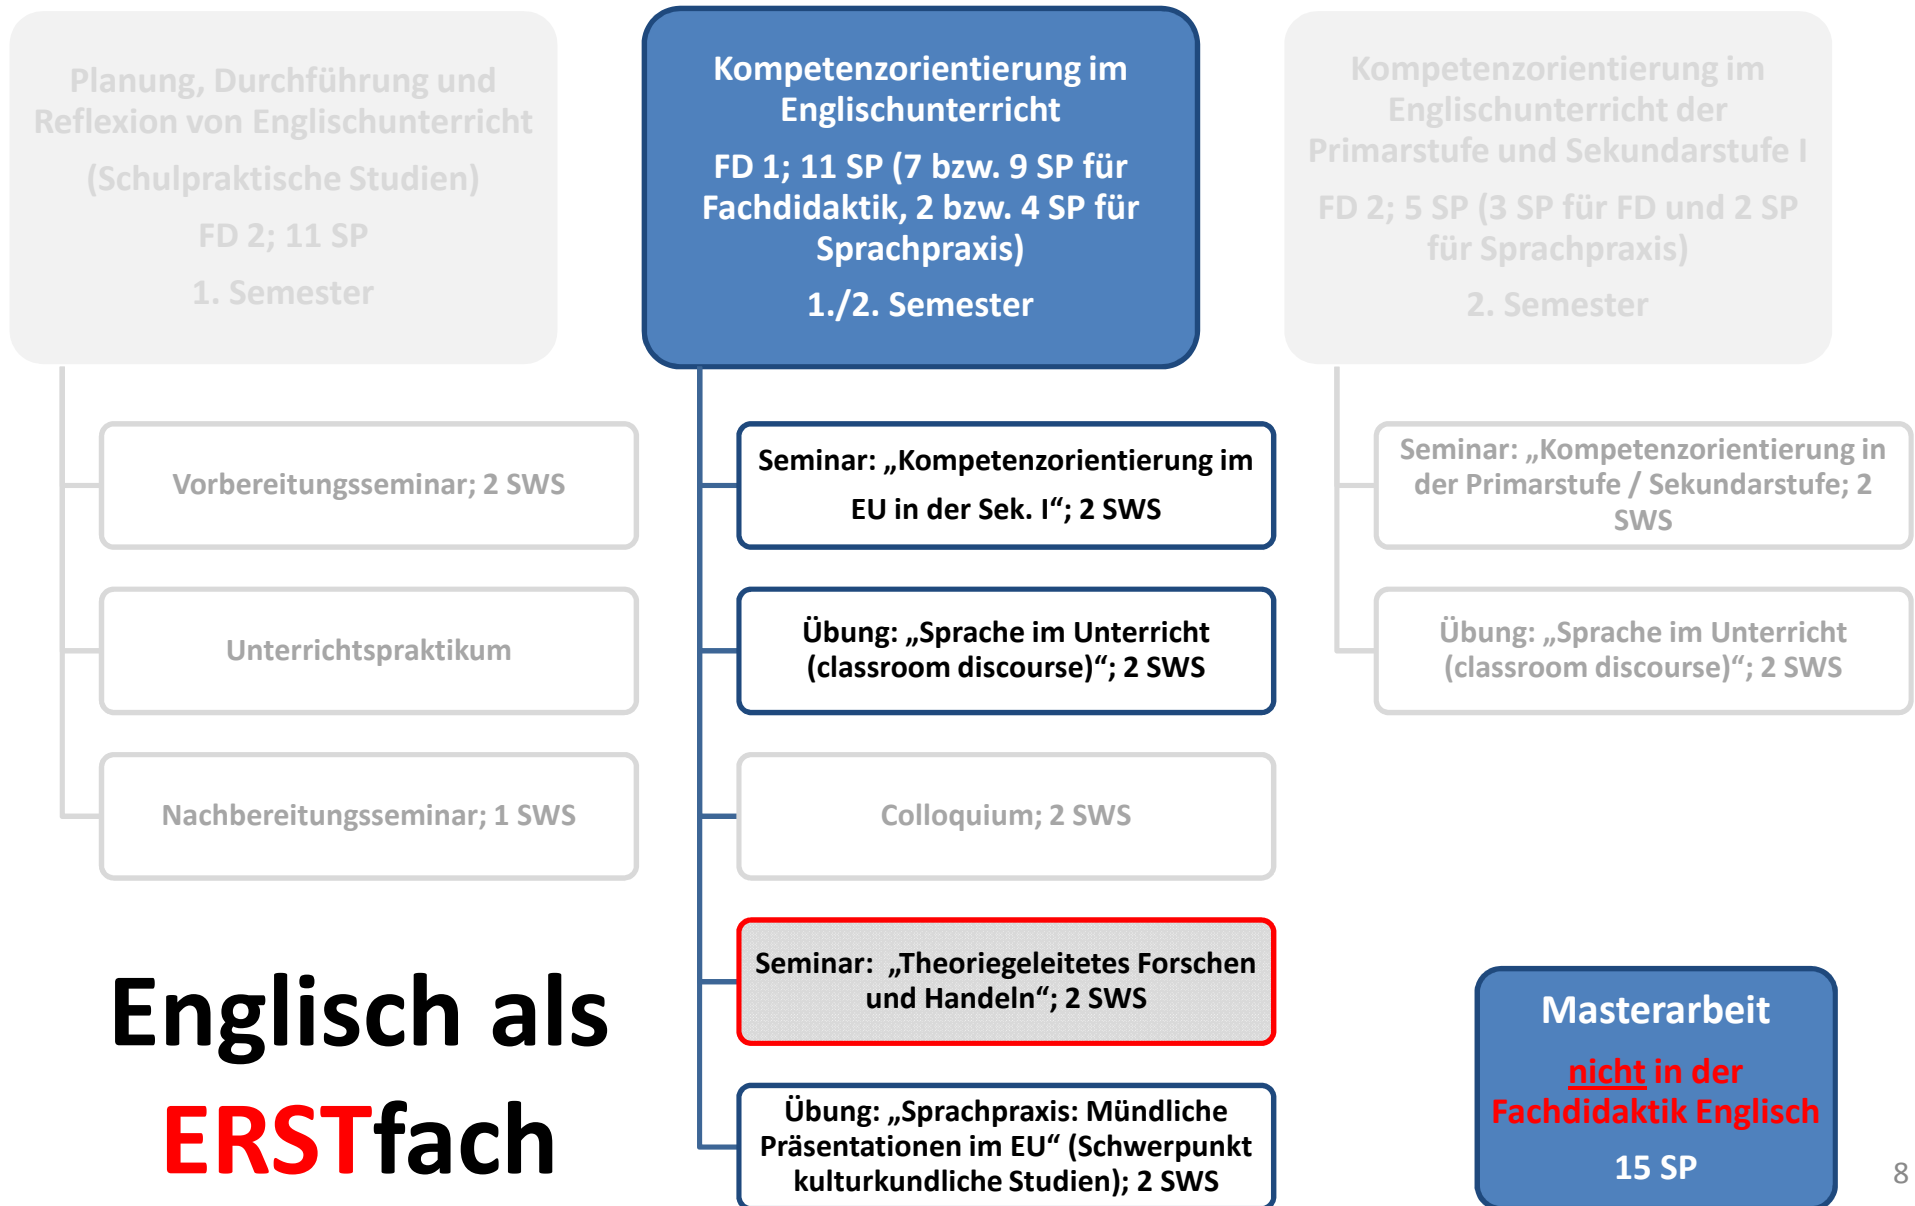 Planung, Durchführung und
Reflexion von Englischunterricht
(Schulpraktische Studien)
FD 2; 11 SP
1. Semester
Vorbereitungsseminar; 2 SWS
Unterrichtspraktikum
Nachbereitungsseminar; 1 SWS
Kompetenzorientierung im
Englischunterricht
FD 1; 11 SP (7 bzw. 9 SP für
Fachdidaktik, 2 bzw. 4 SP für
Sprachpraxis)
1./2. Semester
Seminar: „Kompetenzorientierung im
EU in der Sek. I“; 2 SWS
Übung: „Sprache im Unterricht
(classroom discourse)“; 2 SWS
Colloquium; 2 SWS
Seminar: „Theoriegeleitetes Forschen
und Handeln“; 2 SWS
Übung: „Sprachpraxis: Mündliche
Präsentationen im EU“ (Schwerpunkt
kulturkundliche Studien); 2 SWS
Kompetenzorientierung im
Englischunterricht der
Primarstufe und Sekundarstufe I
FD 2; 5 SP (3 SP für FD und 2 SP
für Sprachpraxis)
2. Semester
Seminar: „Kompetenzorientierung in
der Primarstufe / Sekundarstufe; 2
SWS
Übung: „Sprache im Unterricht
(classroom discourse)“; 2 SWS
Englisch als
ERSTfach
Masterarbeit
nicht in der
Fachdidaktik Englisch
15 SP
8